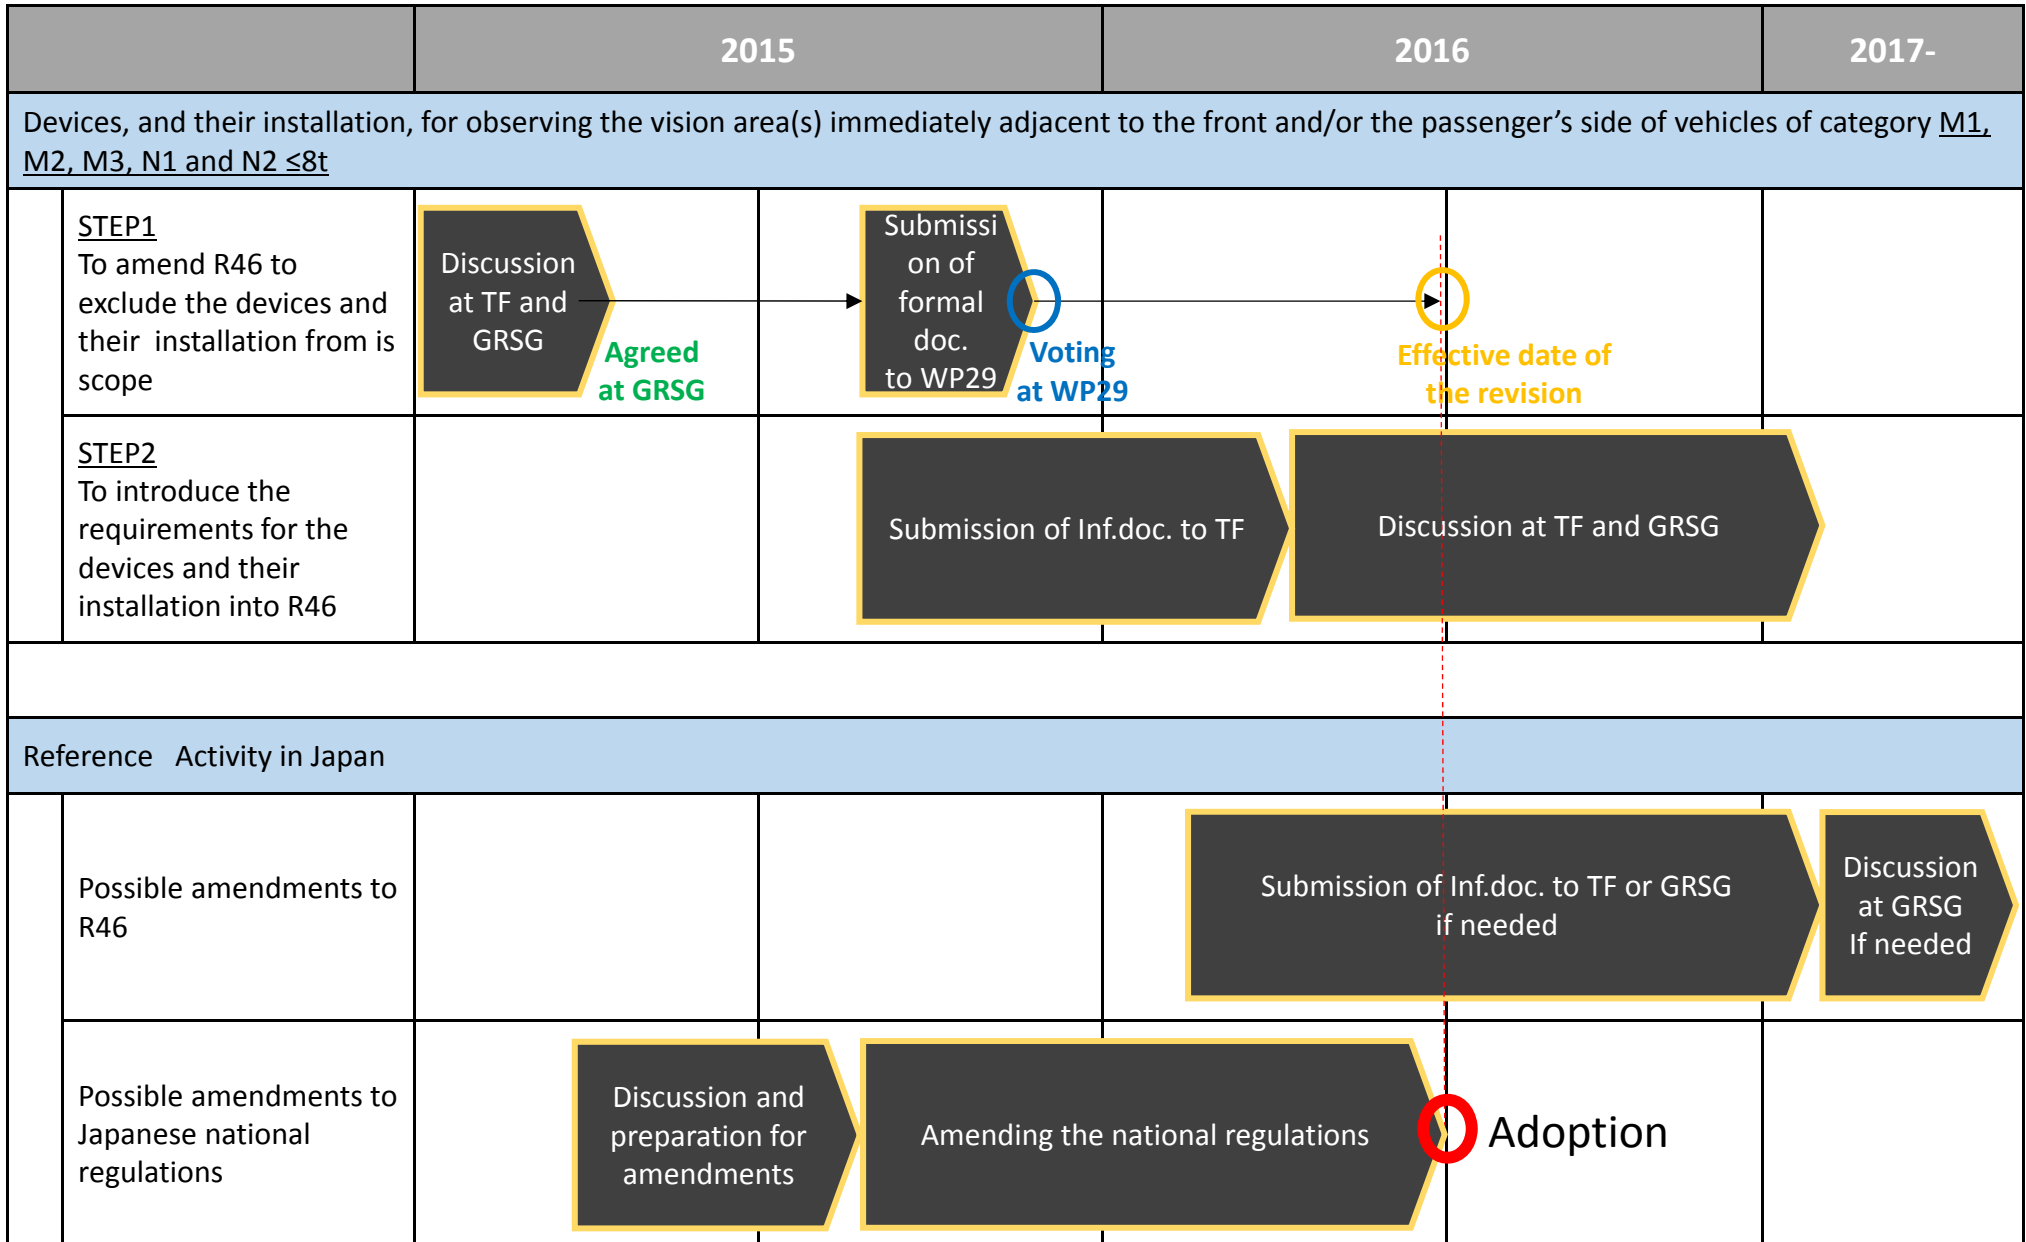 2015
2016
2017-
Devices, and their installation, for observing the vision area(s) immediately adjacent to the front and/or the passenger’s side of vehicles of category M1,
M2, M3, N1 and N2 ≤8t
STEP1
To amend R46 to
exclude the devices and
their installation from is
scope
Discussion
at TF and
GRSG
Agreed
at GRSG
Submissi
on of
formal
doc.
to WP29
Voting
at WP29
Effective date of
the revision
STEP2
To introduce the
requirements for the
devices and their
installation into R46
Submission of Inf.doc. to TF
Discussion at TF and GRSG
Reference Activity in Japan
Possible amendments to
R46
Submission of Inf.doc. to TF or GRSG
if needed
Discussion
at GRSG
If needed
Possible amendments to
Japanese national
regulations
Discussion and
preparation for
amendments
Amending the national regulations
Adoption